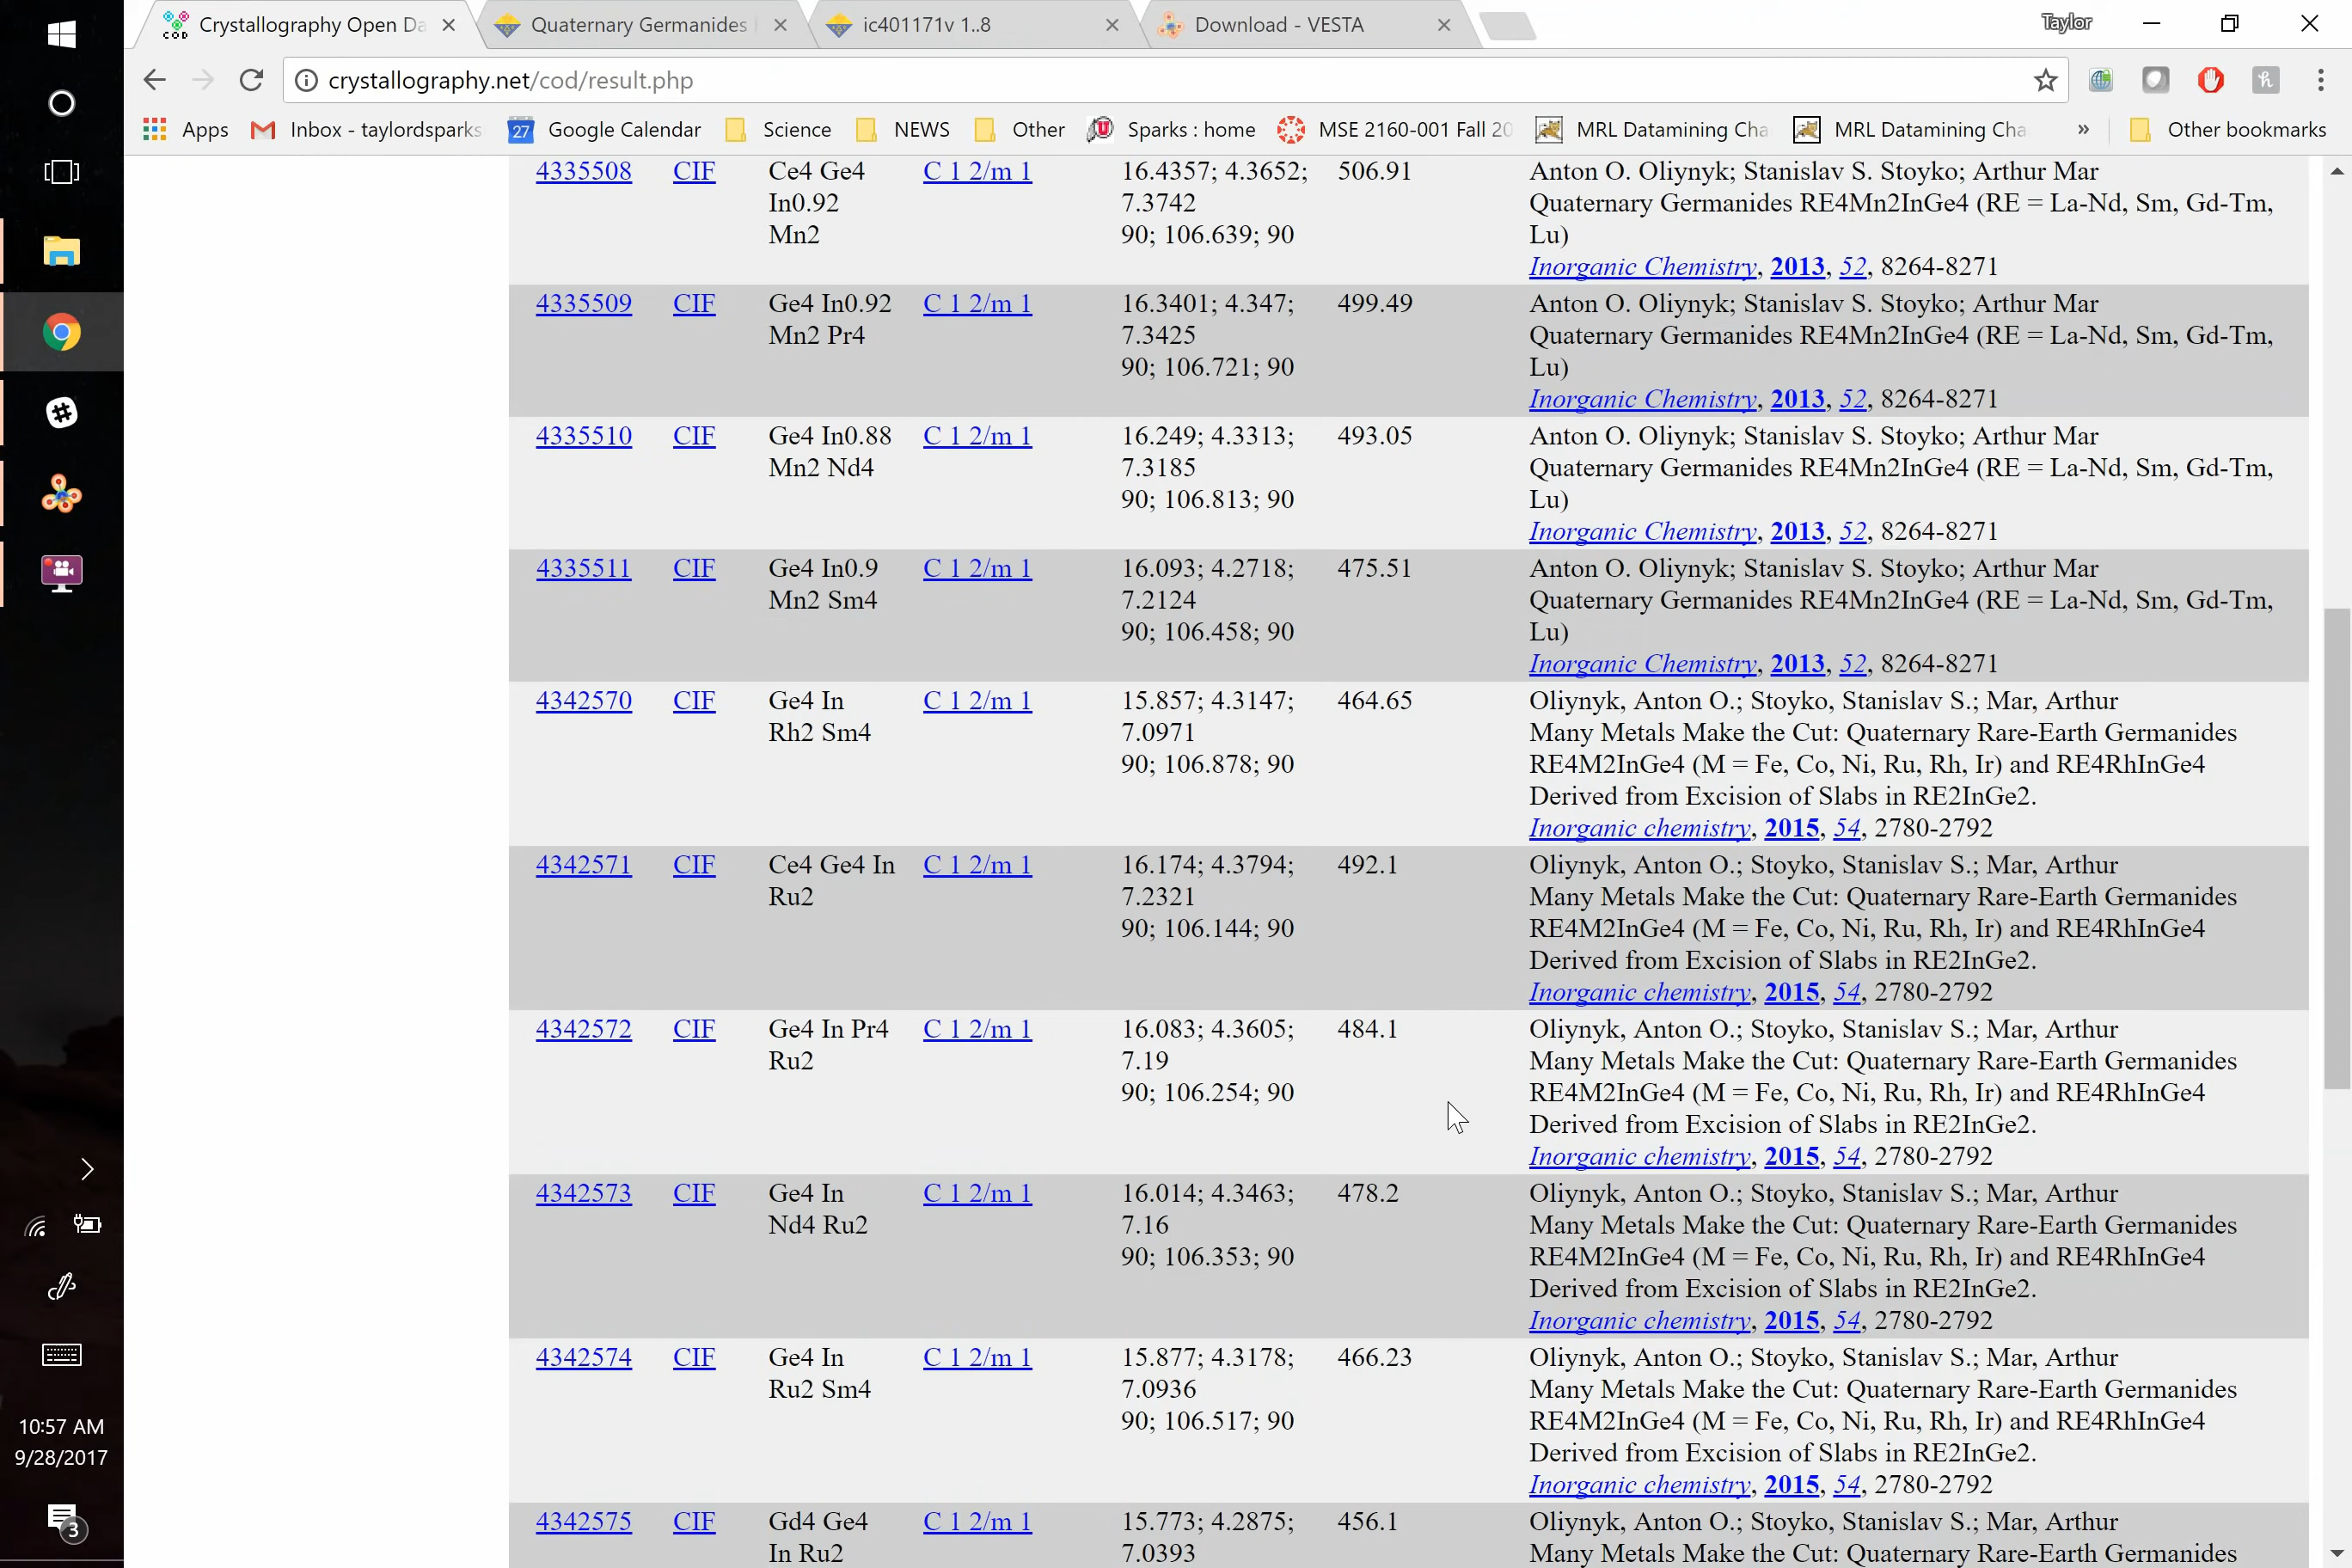 Crystallography Open Da
Quaternary Germanides
ic401171v 1..8
Download - VESTA
Taylor
crystallography.net/cod/result.php
Apps
Inbox - taylordsparks
27
Google Calendar
Science
NEWS
Other
Sparks : home
MSE 2160-001 Fall 20
MRL Datamining Cha
MRL Datamining Cha
»
Other bookmarks
4335508 CIF Ce4 Ge4 C 1 2/m 1 16.4357; 4.3652; 506.91 Anton O. Oliynyk; Stanislav S. Stoyko; Arthur Mar
In0.92 7.3742 Quaternary Germanides RE4Mn2InGe4 (RE = La-Nd, Sm, Gd-Tm,
Mn2 90; 106.639; 90 Lu)
Inorganic Chemistry, 2013, 52, 8264-8271
4335509 CIF Ge4 In0.92 C 1 2/m 1 16.3401; 4.347; 499.49 Anton O. Oliynyk; Stanislav S. Stoyko; Arthur Mar
Mn2 Pr4 7.3425 Quaternary Germanides RE4Mn2InGe4 (RE = La-Nd, Sm, Gd-Tm,
90; 106.721; 90 Lu)
Inorganic Chemistry, 2013, 52, 8264-8271
4335510 CIF Ge4 In0.88 C 1 2/m 1 16.249; 4.3313; 493.05 Anton O. Oliynyk; Stanislav S. Stoyko; Arthur Mar
Mn2 Nd4 7.3185 Quaternary Germanides RE4Mn2InGe4 (RE = La-Nd, Sm, Gd-Tm,
90; 106.813; 90 Lu)
Inorganic Chemistry, 2013, 52, 8264-8271
4335511 CIF Ge4 In0.9 C 1 2/m 1 16.093; 4.2718; 475.51 Anton O. Oliynyk; Stanislav S. Stoyko; Arthur Mar
Mn2 Sm4 7.2124 Quaternary Germanides RE4Mn2InGe4 (RE = La-Nd, Sm, Gd-Tm,
90; 106.458; 90 Lu)
Inorganic Chemistry, 2013, 52, 8264-8271
4342570 CIF Ge4 In C 1 2/m 1 15.857; 4.3147; 464.65 Oliynyk, Anton O.; Stoyko, Stanislav S.; Mar, Arthur
Rh2 Sm4 7.0971 Many Metals Make the Cut: Quaternary Rare-Earth Germanides
90; 106.878; 90 RE4M2InGe4 (M = Fe, Co, Ni, Ru, Rh, Ir) and RE4RhInGe4
Derived from Excision of Slabs in RE2InGe2.
Inorganic chemistry, 2015, 54, 2780-2792
4342571 CIF Ce4 Ge4 In C 1 2/m 1 16.174; 4.3794; 492.1 Oliynyk, Anton O.; Stoyko, Stanislav S.; Mar, Arthur
Ru2 7.2321 Many Metals Make the Cut: Quaternary Rare-Earth Germanides
90; 106.144; 90 RE4M2InGe4 (M = Fe, Co, Ni, Ru, Rh, Ir) and RE4RhInGe4
Derived from Excision of Slabs in RE2InGe2.
Inorganic chemistry, 2015, 54, 2780-2792
4342572 CIF Ge4 In Pr4 C 1 2/m 1 16.083; 4.3605; 484.1 Oliynyk, Anton O.; Stoyko, Stanislav S.; Mar, Arthur
Ru2 7.19 Many Metals Make the Cut: Quaternary Rare-Earth Germanides
90; 106.254; 90 RE4M2InGe4 (M = Fe, Co, Ni, Ru, Rh, Ir) and RE4RhInGe4
Derived from Excision of Slabs in RE2InGe2.
Inorganic chemistry, 2015, 54, 2780-2792
4342573 CIF Ge4 In C 1 2/m 1 16.014; 4.3463; 478.2 Oliynyk, Anton O.; Stoyko, Stanislav S.; Mar, Arthur
Nd4 Ru2 7.16 Many Metals Make the Cut: Quaternary Rare-Earth Germanides
90; 106.353; 90 RE4M2InGe4 (M = Fe, Co, Ni, Ru, Rh, Ir) and RE4RhInGe4
Derived from Excision of Slabs in RE2InGe2.
Inorganic chemistry, 2015, 54, 2780-2792
4342574 CIF Ge4 In C 1 2/m 1 15.877; 4.3178; 466.23 Oliynyk, Anton O.; Stoyko, Stanislav S.; Mar, Arthur
Ru2 Sm4 7.0936 Many Metals Make the Cut: Quaternary Rare-Earth Germanides
90; 106.517; 90 RE4M2InGe4 (M = Fe, Co, Ni, Ru, Rh, Ir) and RE4RhInGe4
Derived from Excision of Slabs in RE2InGe2.
Inorganic chemistry, 2015, 54, 2780-2792
4342575 CIF Gd4 Ge4 C 1 2/m 1 15.773; 4.2875; 456.1 Oliynyk, Anton O.; Stoyko, Stanislav S.; Mar, Arthur
In Ru2 7.0393 Many Metals Make the Cut: Quaternary Rare-Earth Germanides
10:57 AM
9/28/2017
3